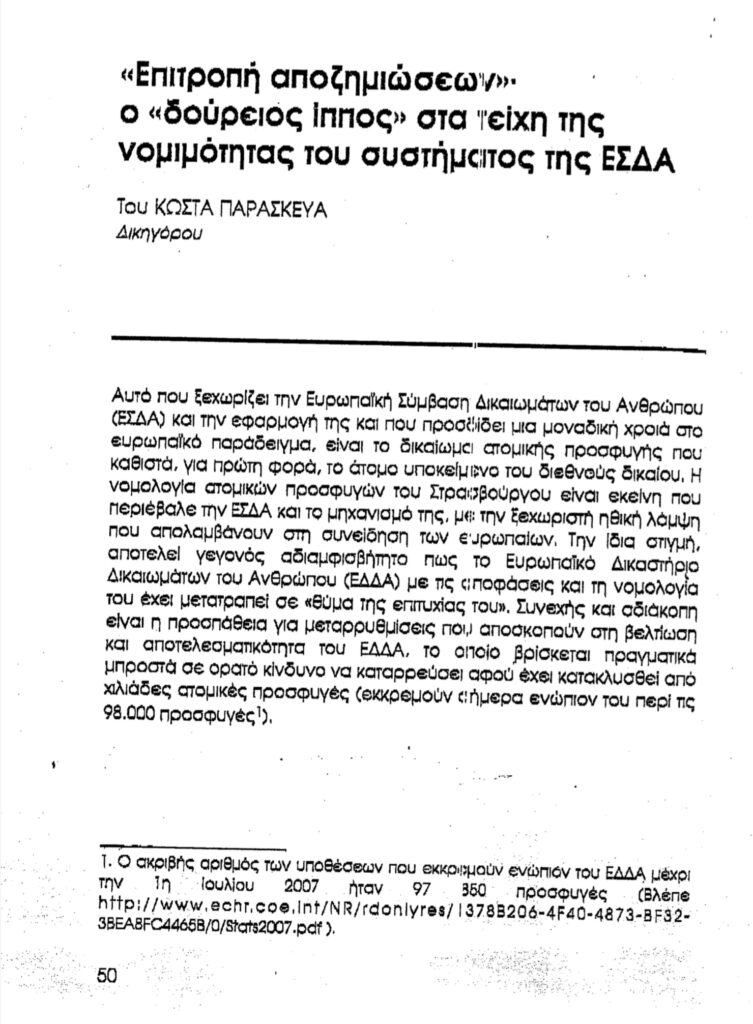 «Επιτροπή αποζημιώσεων»·
ο «δούρειος ίππος» στα τείχη της
νομιμότητας του συστήματος της ΕΣΔΑ
Του ΚΩΣΤΑ ΠΑΡΑΣΚΕΥΑ
Δικηγόρου
Αυτό που ξεχωρίζει την Ευρωπαϊκή Σύμβαση Δικαιωμάτων του Ανθρώπου
(ΕΣΔΑ) και την εφαρμογή της και που προσδίδει μια μοναδική χροιά στο
ευρωπαϊκό παράδειγμα, είναι το δικαίωμα ατομικής προσφυγής που
καθιστά, για πρώτη φορά, το άτομο υποκείμενο του διεθνούς δικαίου. Η
νομολογία ατομικών προσφυγών του Στρασβούργου είναι εκείνη που
περιέβαλε την ΕΣΔΑ και το μηχανισμό της, με την ξεχωριστή ηθική λάμψη
που απολαμβάνουν στη συνείδηση των ευρωπαίων. Την ίδια στιγμή,
αποτελεί γεγονός αδιαμφισβήτητο πως το Ευρωπαϊκό Δικαστήριο
Δικαιωμάτων του Ανθρώπου (ΕΔΔΑ) με τις αποφάσεις και τη νομολογία
του έχει μετατραπεί σε «θύμα της επιτυχίας του». Συνεχής και αδιάκοπη
είναι η προσπάθεια για μεταρρυθμίσεις που αποσκοπούν στη βελτίωση
και αποτελεσματικότητα του ΕΔΔΑ, το οποίο βρίσκεται πραγματικά
μπροστά σε ορατό κίνδυνο να καταρρεύσει αφού έχει κατακλυσθεί από
χιλιάδες ατομικές προσφυγές (εκκρεμούν σήμερα ενώπιον του περί τις
98.000 προσφυγές¹).
1. Ο ακριβής αριθμός των υποθέσεων που εκκρεμούν ενώπιον του ΕΔΔΑ μέχρι
την 1η Ιουλίου 2007 ήταν 97 350 προσφυγές (Βλέπε
http://www.echr.coe.int/NR/rdonlyres/1378B206-4F40-4873-BF32-
3BEA8FC4465B/0/Stats2007.pdf ).
50